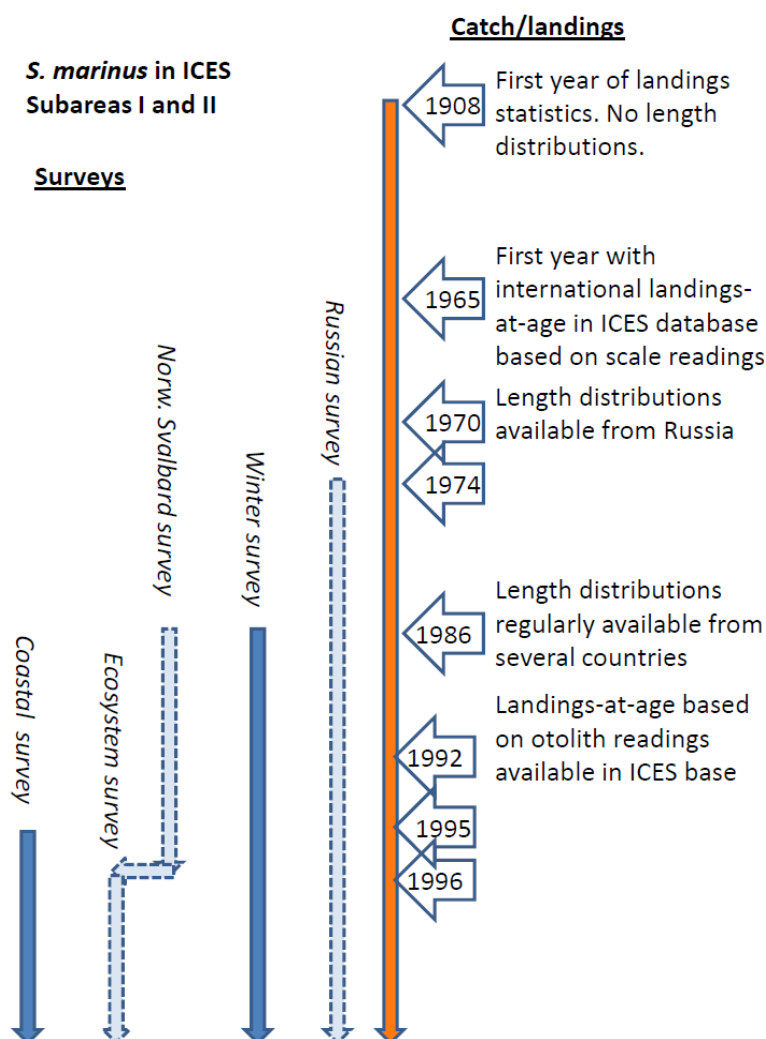 Catch/landings
S. marinus in ICES
Subareas I and II
Surveys
1908
First year of landings
statistics. No length
distributions.
1965
First year with
international landings-
at-age in ICES database
based on scale readings
1970
Length distributions
available from Russia
1974
1986
Length distributions
regularly available from
several countries
1992
Landings-at-age based
on otolith readings
available in ICES base
1995
1996
Coastal survey
Ecosystem survey
Norw. Svalbard survey
Winter survey
Russian survey